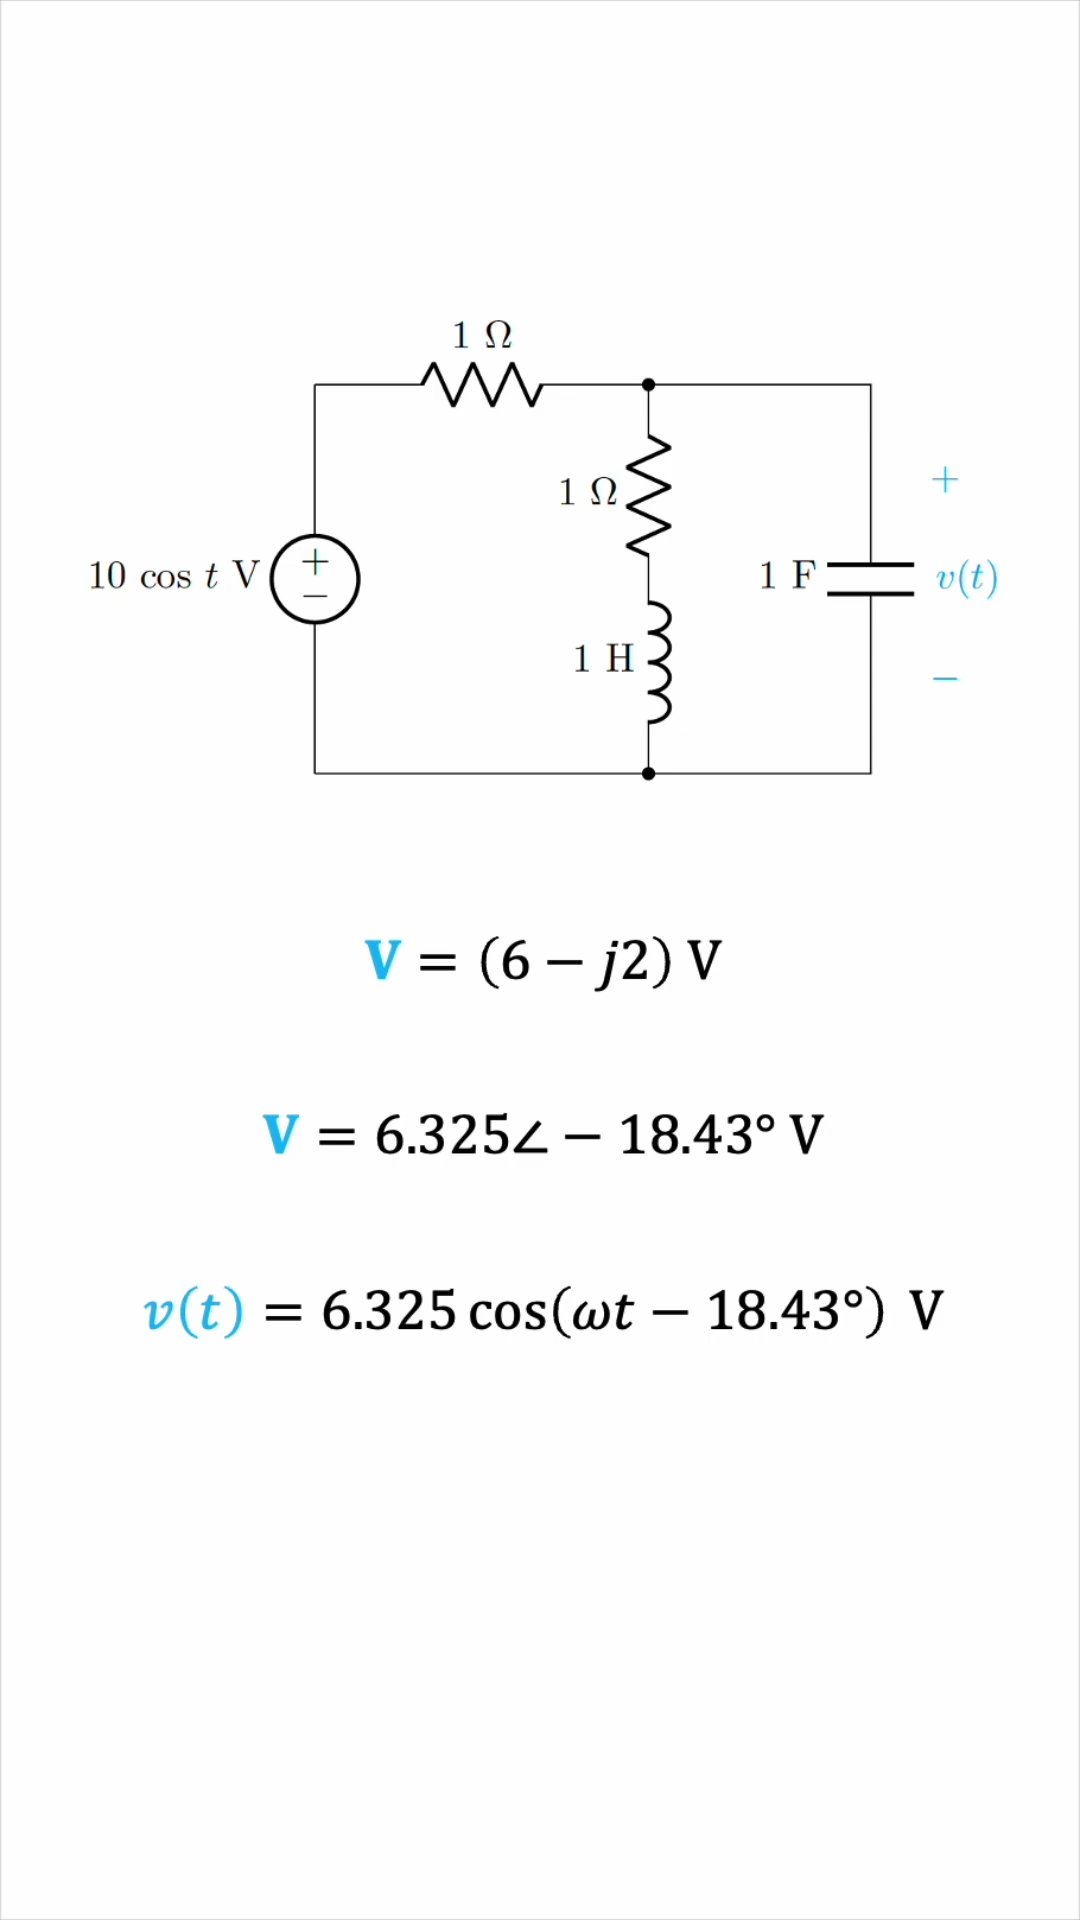 1 Ω
1 Ω
10 cos t V
+
−
1 F
+
v(t)
−
1 H
V = (6 − j2) V
V = 6.325∠ − 18.43° V
v(t) = 6.325 cos(ωt − 18.43°) V